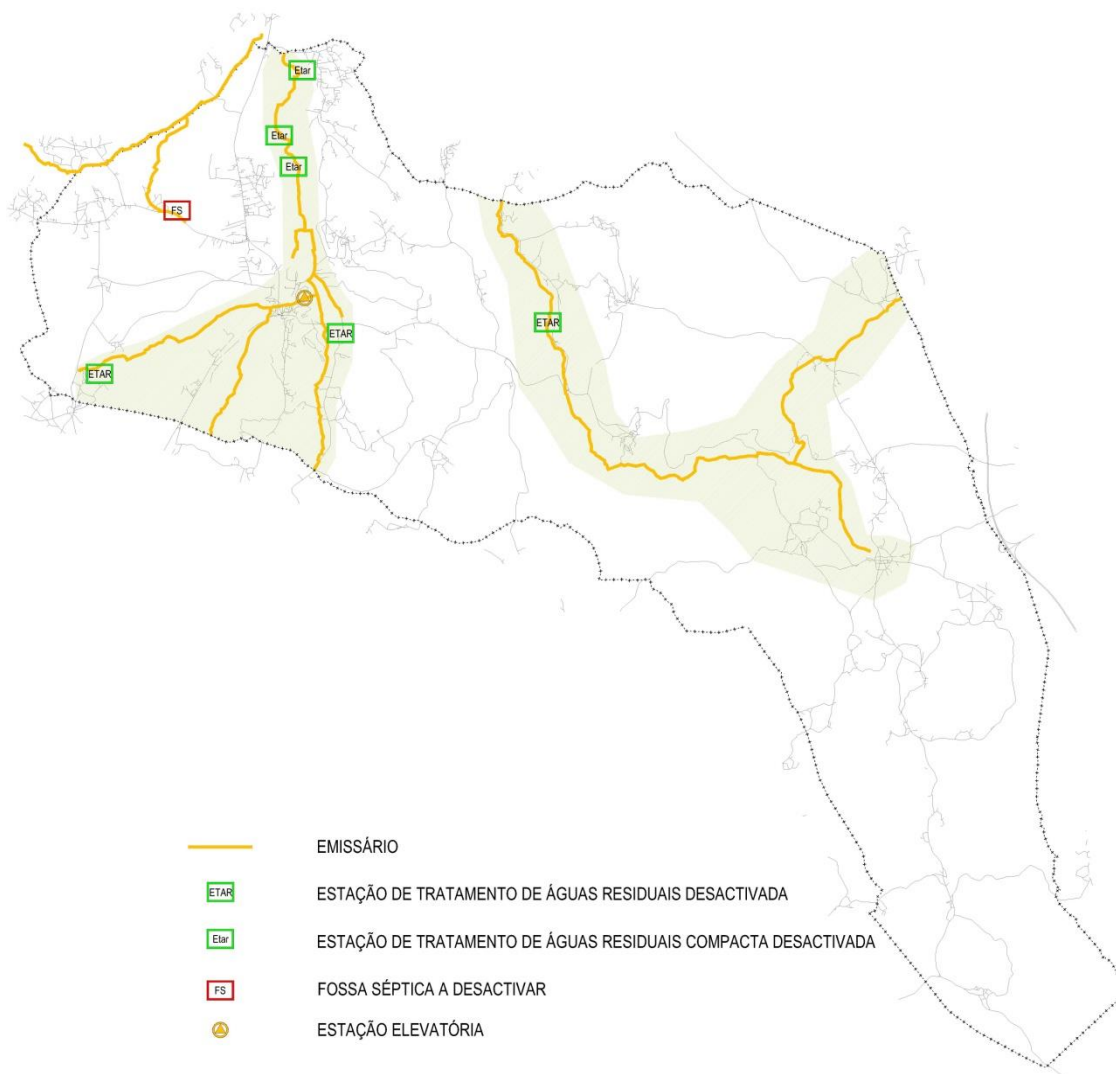 Etar
Etar
Etar
FS
ETAR
ETAR
ETAR
EMISSÁRIO
ETAR ESTAÇÃO DE TRATAMENTO DE ÁGUAS RESIDUAIS DESACTIVADA
Etar ESTAÇÃO DE TRATAMENTO DE ÁGUAS RESIDUAIS COMPACTA DESACTIVADA
FS FOSSA SÉPTICA A DESACTIVAR
ESTAÇÃO ELEVATÓRIA